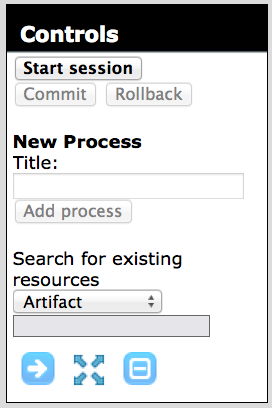 Controls
Start session
Commit Rollback
New Process
Title:
Add process
Search for existing
resources
Artifact